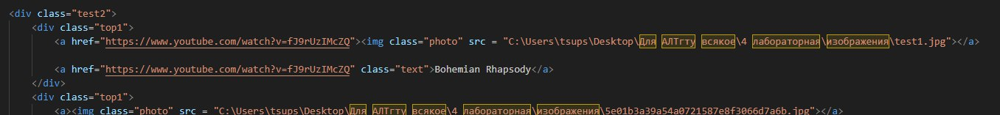 <div class="test2">
<div class="top1">
<a href="https://www.youtube.com/watch?v=fJ9rUzIMcZQ"><img class="photo" src = "C:\Users\tsups\Desktop\Для АЛТгту всякое\4 лабораторная\изображения\test1.jpg"></a>
<a href="https://www.youtube.com/watch?v=fJ9rUzIMcZQ" class="text">Bohemian Rhapsody</a>
</div>
<div class="top1">
<a><img class="photo" src = "C:\Users\tsups\Desktop\Для АЛТгту всякое\4 лабораторная\изображения\5e01b3a39a54a0721587e8f3066d7a6b.jpg"></a>